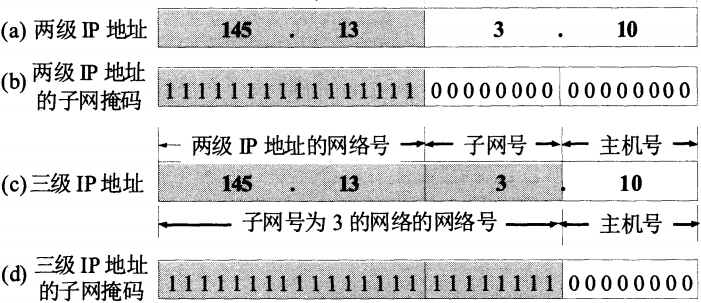 (a) 两级 IP 地址 145 . 13 3 . 10
(b) 两级 IP 地址的子网掩码 1111111111111111 00000000 00000000
两级 IP 地址的网络号 子网号 主机号
(c) 三级 IP 地址 145 . 13 . 3 . 10
子网号为 3 的网络的网络号 主机号
(d) 三级 IP 地址的子网掩码 1111111111111111 11111111 00000000